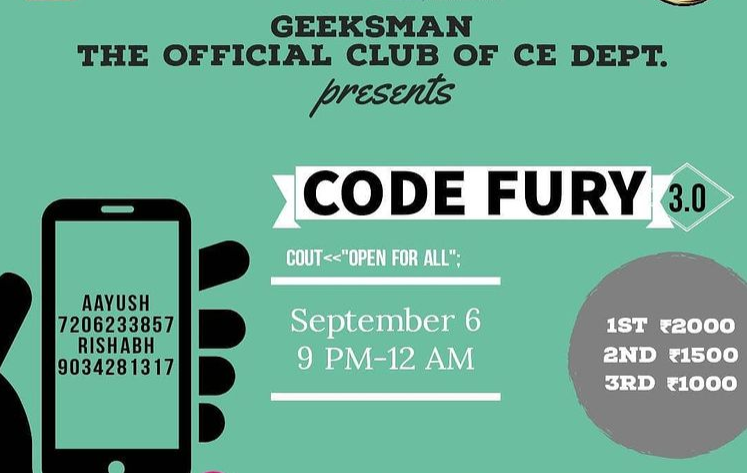 GEEKSMAN
THE OFFICIAL CLUB OF CE DEPT.
presents
CODE FURY 3.0
COUT<<"OPEN FOR ALL";
September 6
9 PM-12 AM
1ST ₹2000
2ND ₹1500
3RD ₹1000
AAYUSH
7206233857
RISHABH
9034281317